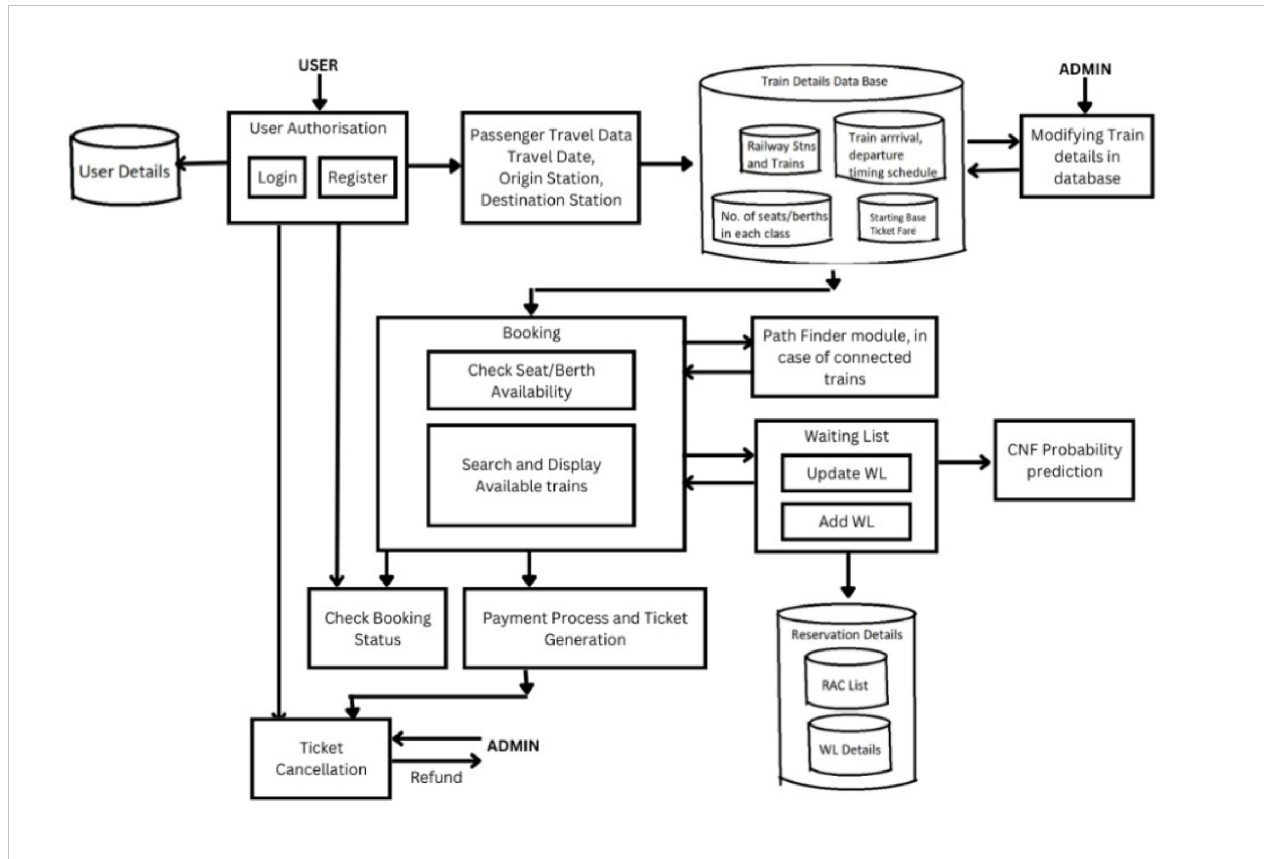 USER
User Authorisation
Login
Register
User Details
Passenger Travel Data
Travel Date,
Origin Station,
Destination Station
Train Details Data Base
Railway Stns
and Trains
Train arrrival,
departure
timing schedule
No. of seats/berths
in each class
Starting Base
Ticket Fare
ADMIN
Modifying Train
details in
database
Booking
Check Seat/Berth
Availability
Search and Display
Available trains
Path Finder module, in
case of connected
trains
Waiting List
Update WL
Add WL
CNF Probability
prediction
Check Booking
Status
Payment Process and Ticket
Generation
Reservation Details
RAC List
WL Details
Ticket
Cancellation
ADMIN
Refund